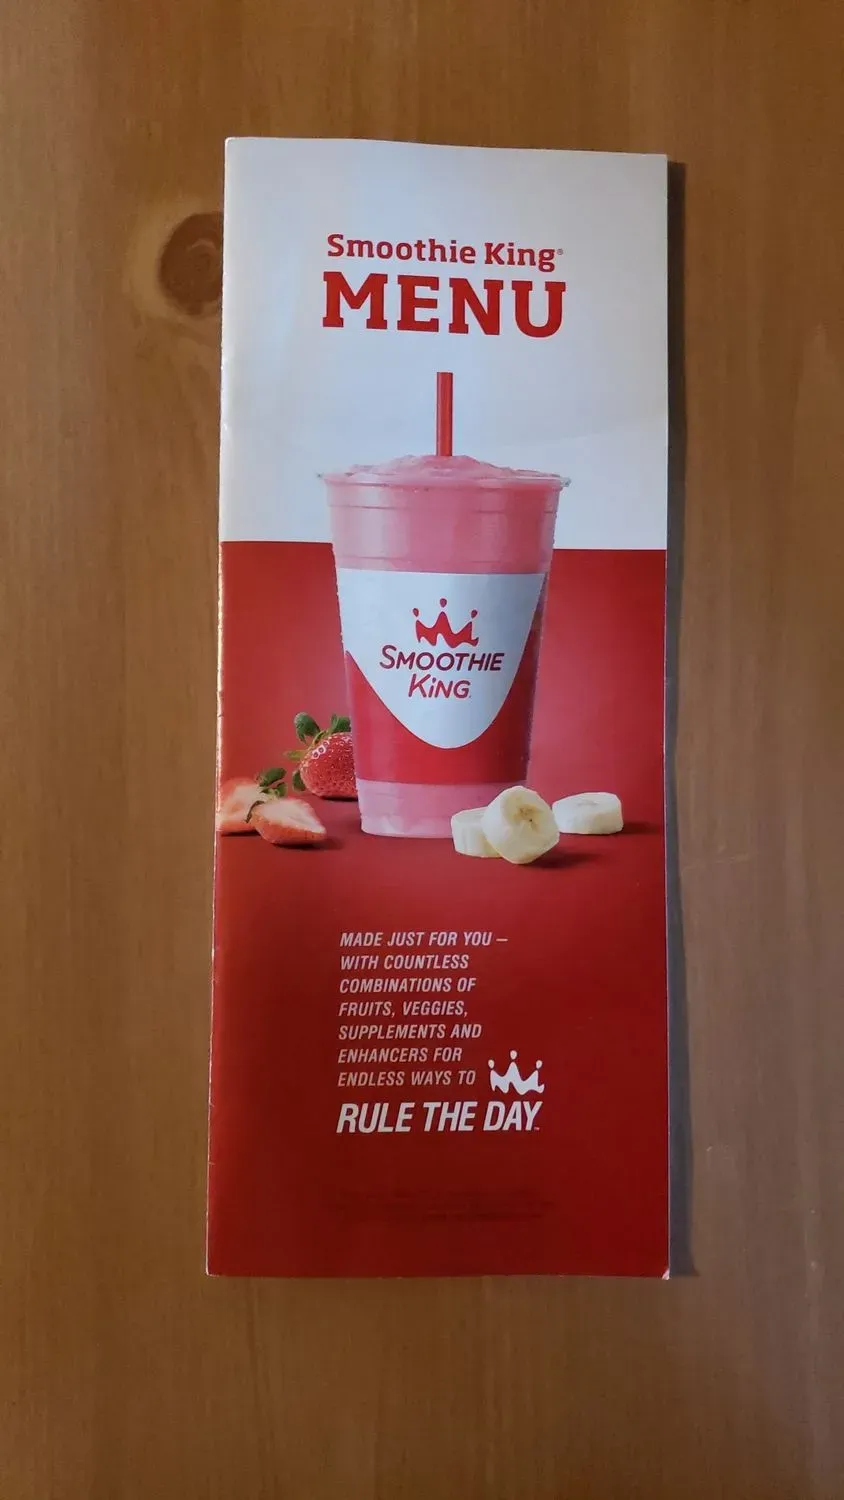 Smoothie King®
MENU
SMOOTHIE
KiNG
MADE JUST FOR YOU –
WITH COUNTLESS
COMBINATIONS OF
FRUITS, VEGGIES,
SUPPLEMENTS AND
ENHANCERS FOR
ENDLESS WAYS TO
RULE THE DAY™